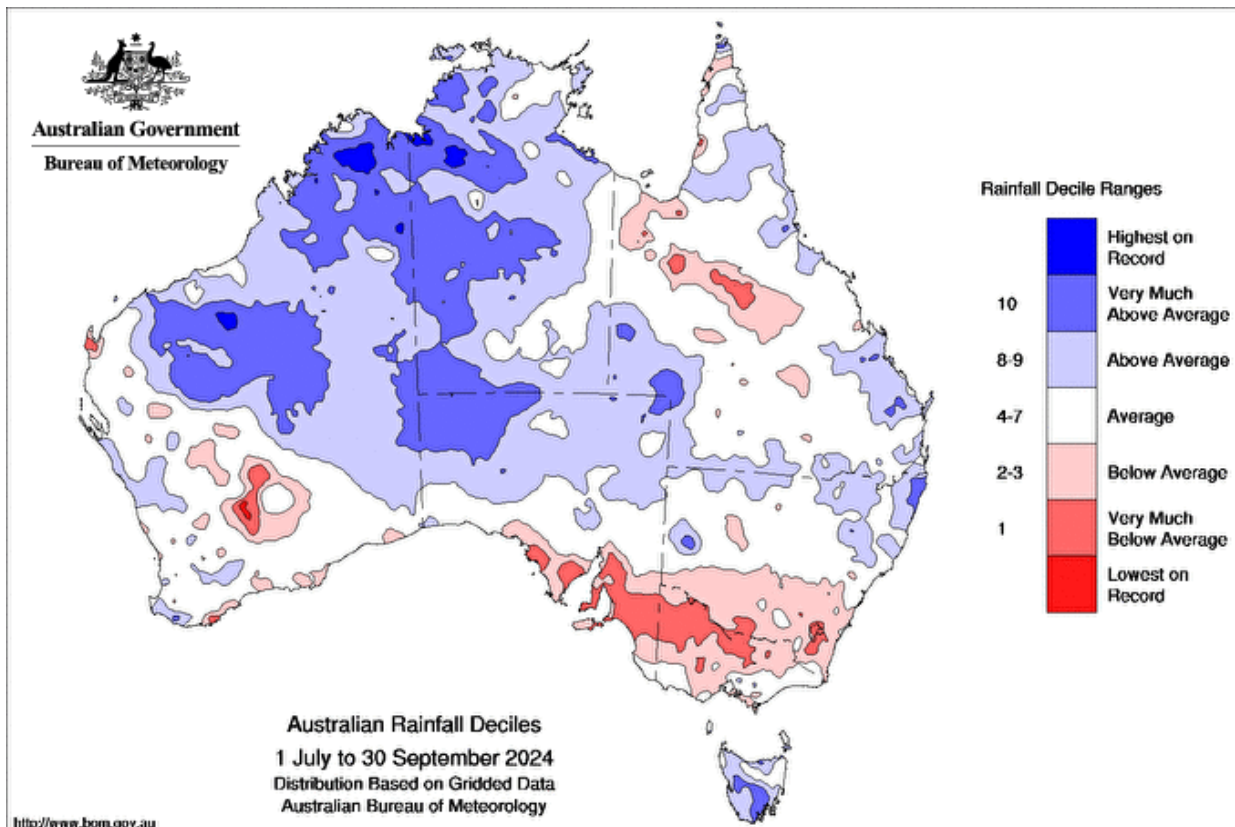 Australian Government
Bureau of Meteorology
Rainfall Decile Ranges
Highest on
Record
10
Very Much
Above Average
8-9
Above Average
4-7
Average
2-3
Below Average
1
Very Much
Below Average
Lowest on
Record
Australian Rainfall Deciles
1 July to 30 September 2024
Distribution Based on Gridded Data
Australian Bureau of Meteorology
http://www.bom.gov.au